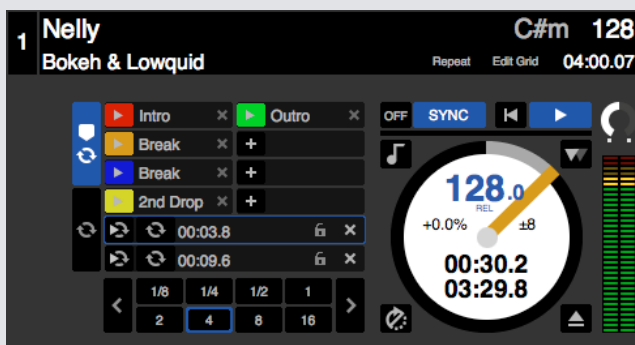 1 Nelly C#m 128
Bokeh & Lowquid Repeat Edit Grid 04:00.07
Intro × Outro × OFF SYNC
Break × +
Break × +
2nd Drop × +
128.0
REL
+0.0% ±8
00:03.8 ×
00:30.2
00:09.6 ×
03:29.8
< 1/8 1/4 1/2 1 >
2 4 8 16